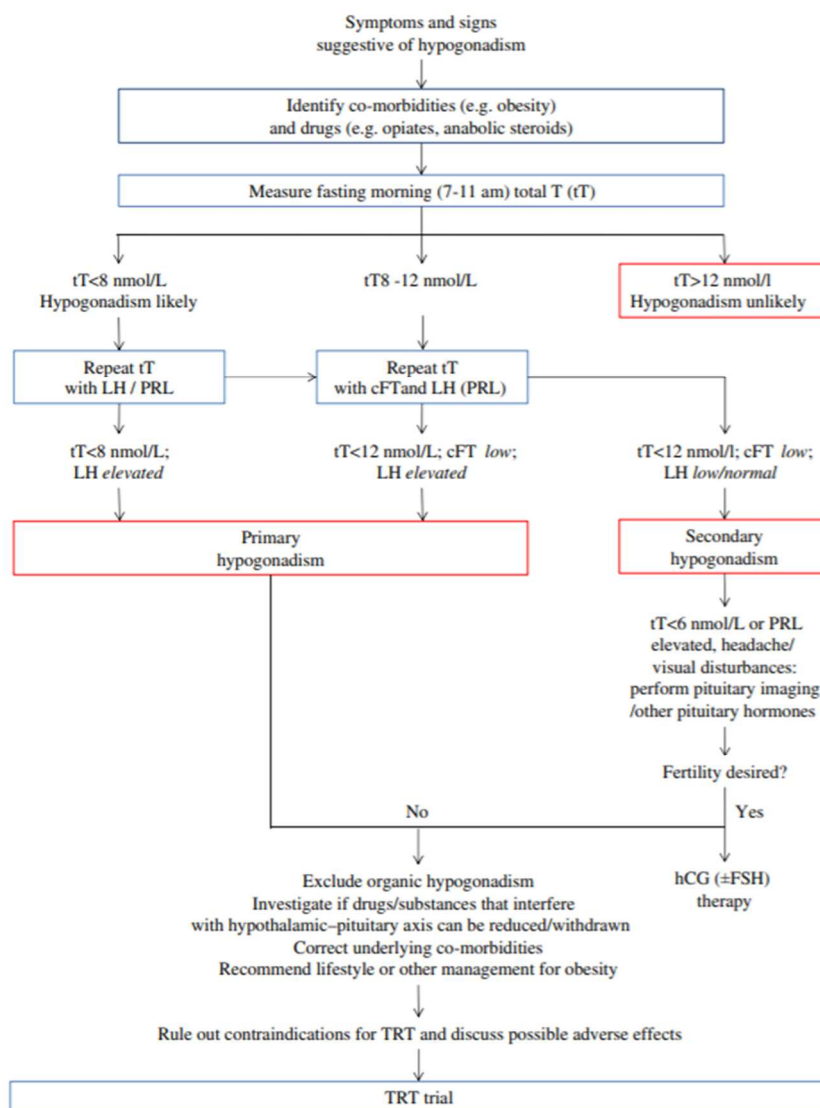 Symptoms and signs
suggestive of hypogonadism
Identify co-morbidities (e.g. obesity)
and drugs (e.g. opiates, anabolic steroids)
Measure fasting morning (7-11 am) total T (tT)
tT<8 nmol/L
Hypogonadism likely
tT8 -12 nmol/L
tT>12 nmol/l
Hypogonadism unlikely
Repeat tT
with LH / PRL
Repeat tT
with cFTand LH (PRL)
tT<8 nmol/L;
LH elevated
tT<12 nmol/L; cFT low;
LH elevated
tT<12 nmol/l; cFT low;
LH low/normal
Primary
hypogonadism
Secondary
hypogonadism
tT<6 nmol/L or PRL
elevated, headache/
visual disturbances:
perform pituitary imaging
/other pituitary hormones
Fertility desired?
No
Yes
Exclude organic hypogonadism
Investigate if drugs/substances that interfere
with hypothalamic–pituitary axis can be reduced/withdrawn
Correct underlying co-morbidities
Recommend lifestyle or other management for obesity
hCG (±FSH)
therapy
Rule out contraindications for TRT and discuss possible adverse effects
TRT trial